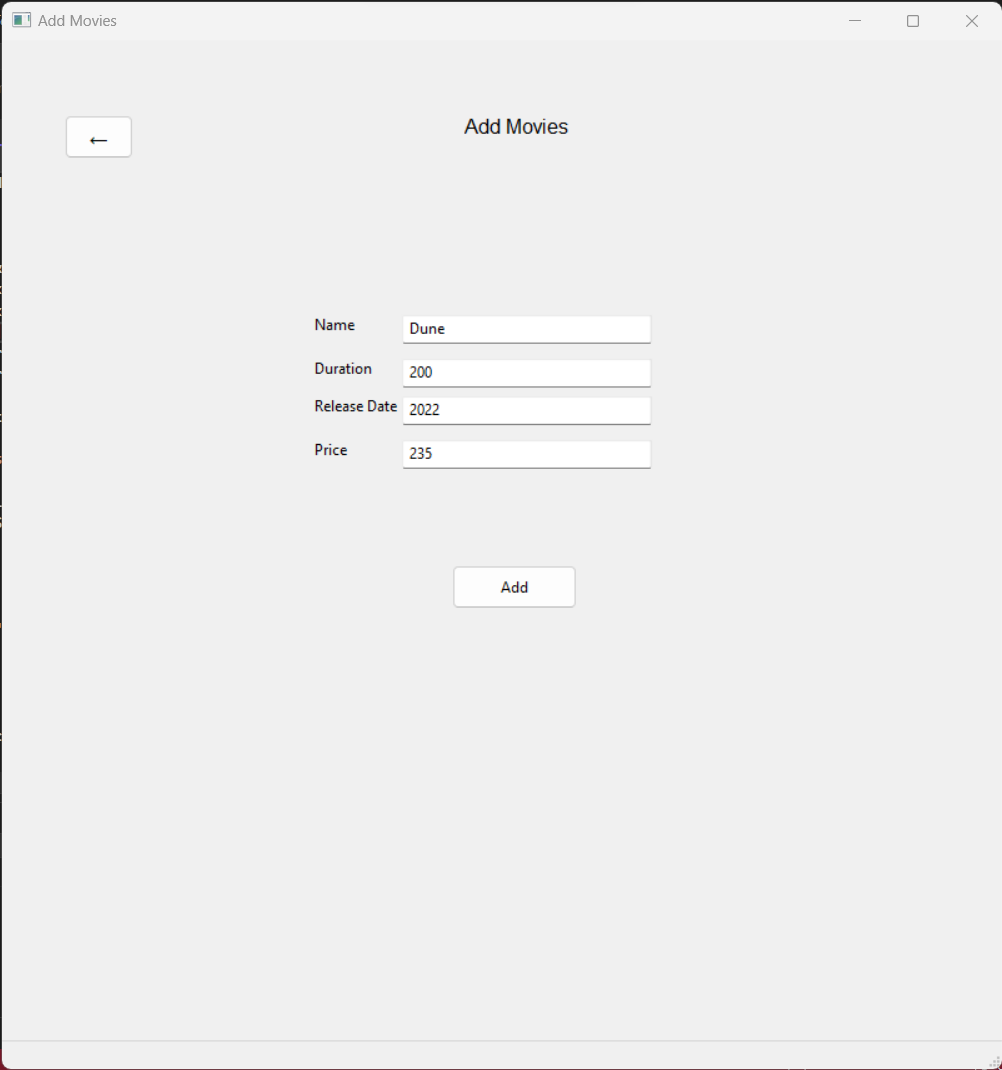 Add Movies
←
Add Movies
Name Dune
Duration 200
Release Date 2022
Price 235
Add